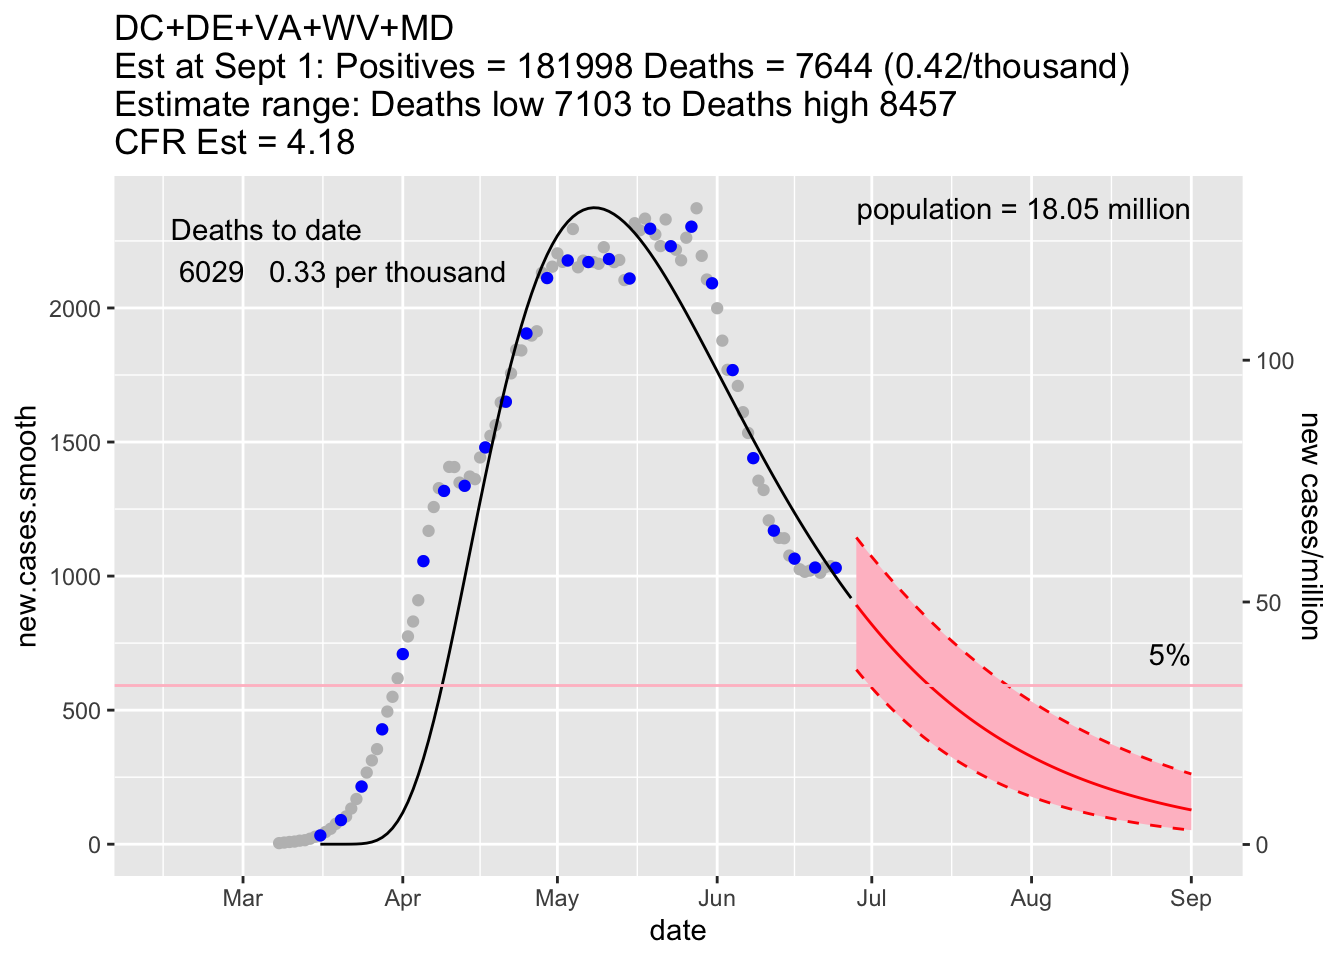 DC+DE+VA+WV+MD
Est at Sept 1: Positives = 181998 Deaths = 7644 (0.42/thousand)
Estimate range: Deaths low 7103 to Deaths high 8457
CFR Est = 4.18
population = 18.05 million
Deaths to date
6029 0.33 per thousand
5%
new.cases.smooth
2000
1500
1000
500
0
new cases/million
100
50
0
Mar Apr May Jun Jul Aug Sep
date